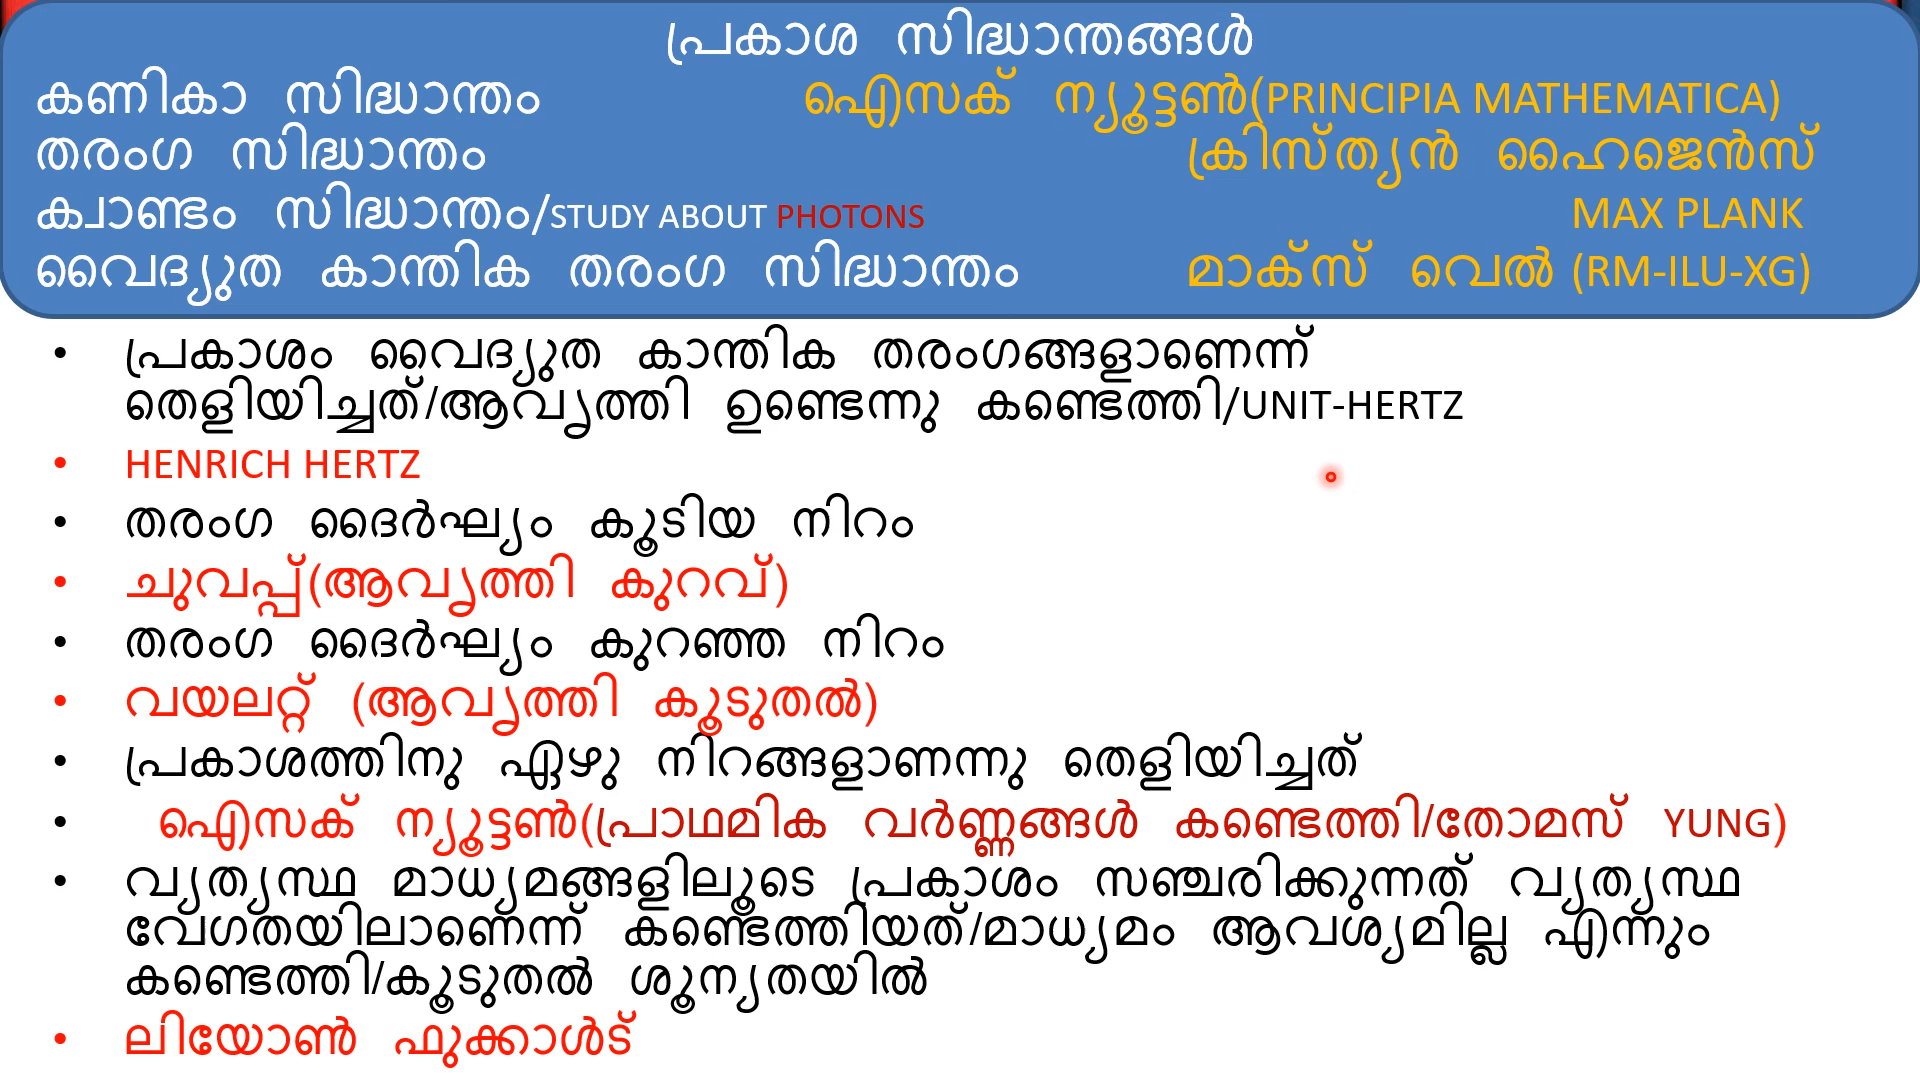 പ്രകാശ സിദ്ധാന്തങ്ങൾ
കണികാ സിദ്ധാന്തം ഐസക് ന്യൂട്ടൺ(PRINCIPIA MATHEMATICA)
തരംഗ സിദ്ധാന്തം ക്രിസ്ത്യൻ ഹൈജെൻസ്
ക്വാണ്ടം സിദ്ധാന്തം/STUDY ABOUT PHOTONS MAX PLANK
വൈദ്യുത കാന്തിക തരംഗ സിദ്ധാന്തം മാക്സ് വെൽ (RM-ILU-XG)
• പ്രകാശം വൈദ്യുത കാന്തിക തരംഗങ്ങളാണെന്ന്
തെളിയിച്ചത്/ആവൃത്തി ഉണ്ടെന്നു കണ്ടെത്തി/UNIT-HERTZ
• HENRICH HERTZ
• തരംഗ ദൈർഘ്യം കൂടിയ നിറം
• ചുവപ്പ്(ആവൃത്തി കുറവ്)
• തരംഗ ദൈർഘ്യം കുറഞ്ഞ നിറം
• വയലറ്റ് (ആവൃത്തി കൂടുതൽ)
• പ്രകാശത്തിനു ഏഴു നിറങ്ങളാണന്നു തെളിയിച്ചത്
• ഐസക് ന്യൂട്ടൺ(പ്രാഥമിക വർണ്ണങ്ങൾ കണ്ടെത്തി/തോമസ് YUNG)
• വ്യത്യസ്ഥ മാധ്യമങ്ങളിലൂടെ പ്രകാശം സഞ്ചരിക്കുന്നത് വ്യത്യസ്ഥ
വേഗതയിലാണെന്ന് കണ്ടെത്തിയത്/മാധ്യമം ആവശ്യമില്ല എന്നും
കണ്ടെത്തി/കൂടുതൽ ശൂന്യതയിൽ
• ലിയോൺ ഫുക്കാൾട്